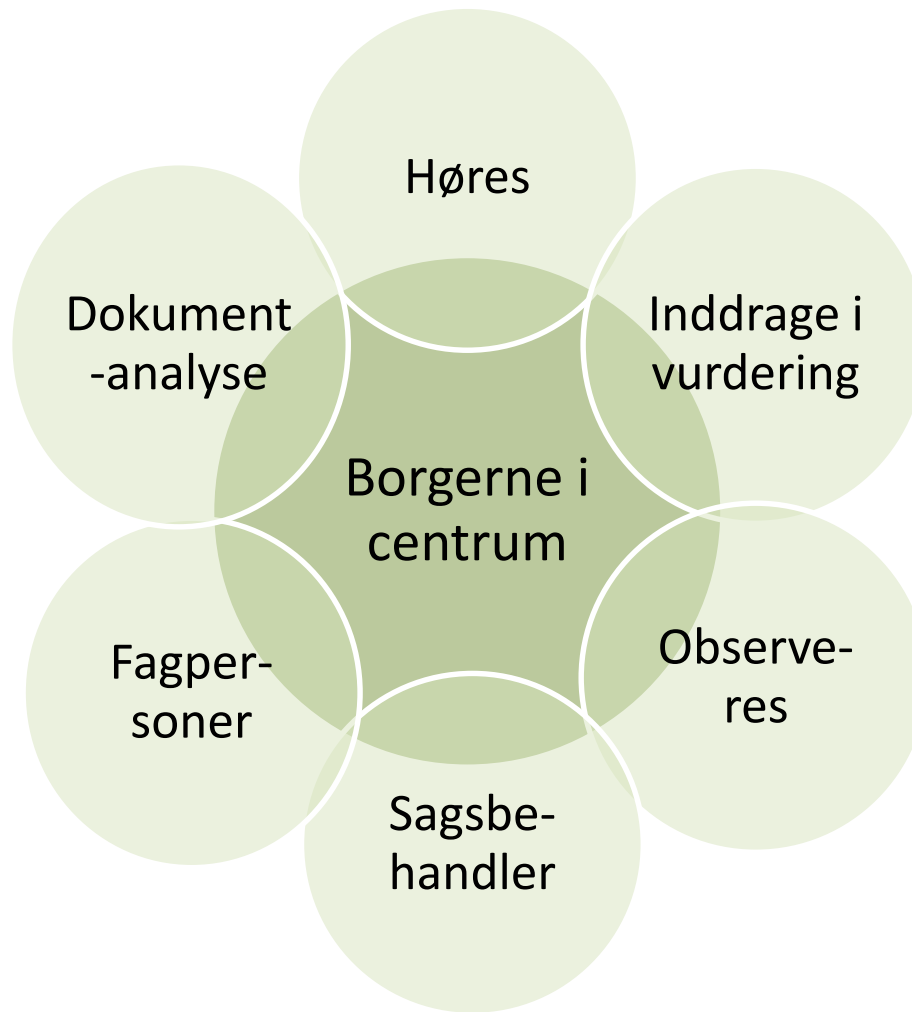 Høres
Dokument
-analyse
Inddrage i
vurdering
Borgerne i
centrum
Fagper-
soner
Observe-
res
Sagsbe-
handler